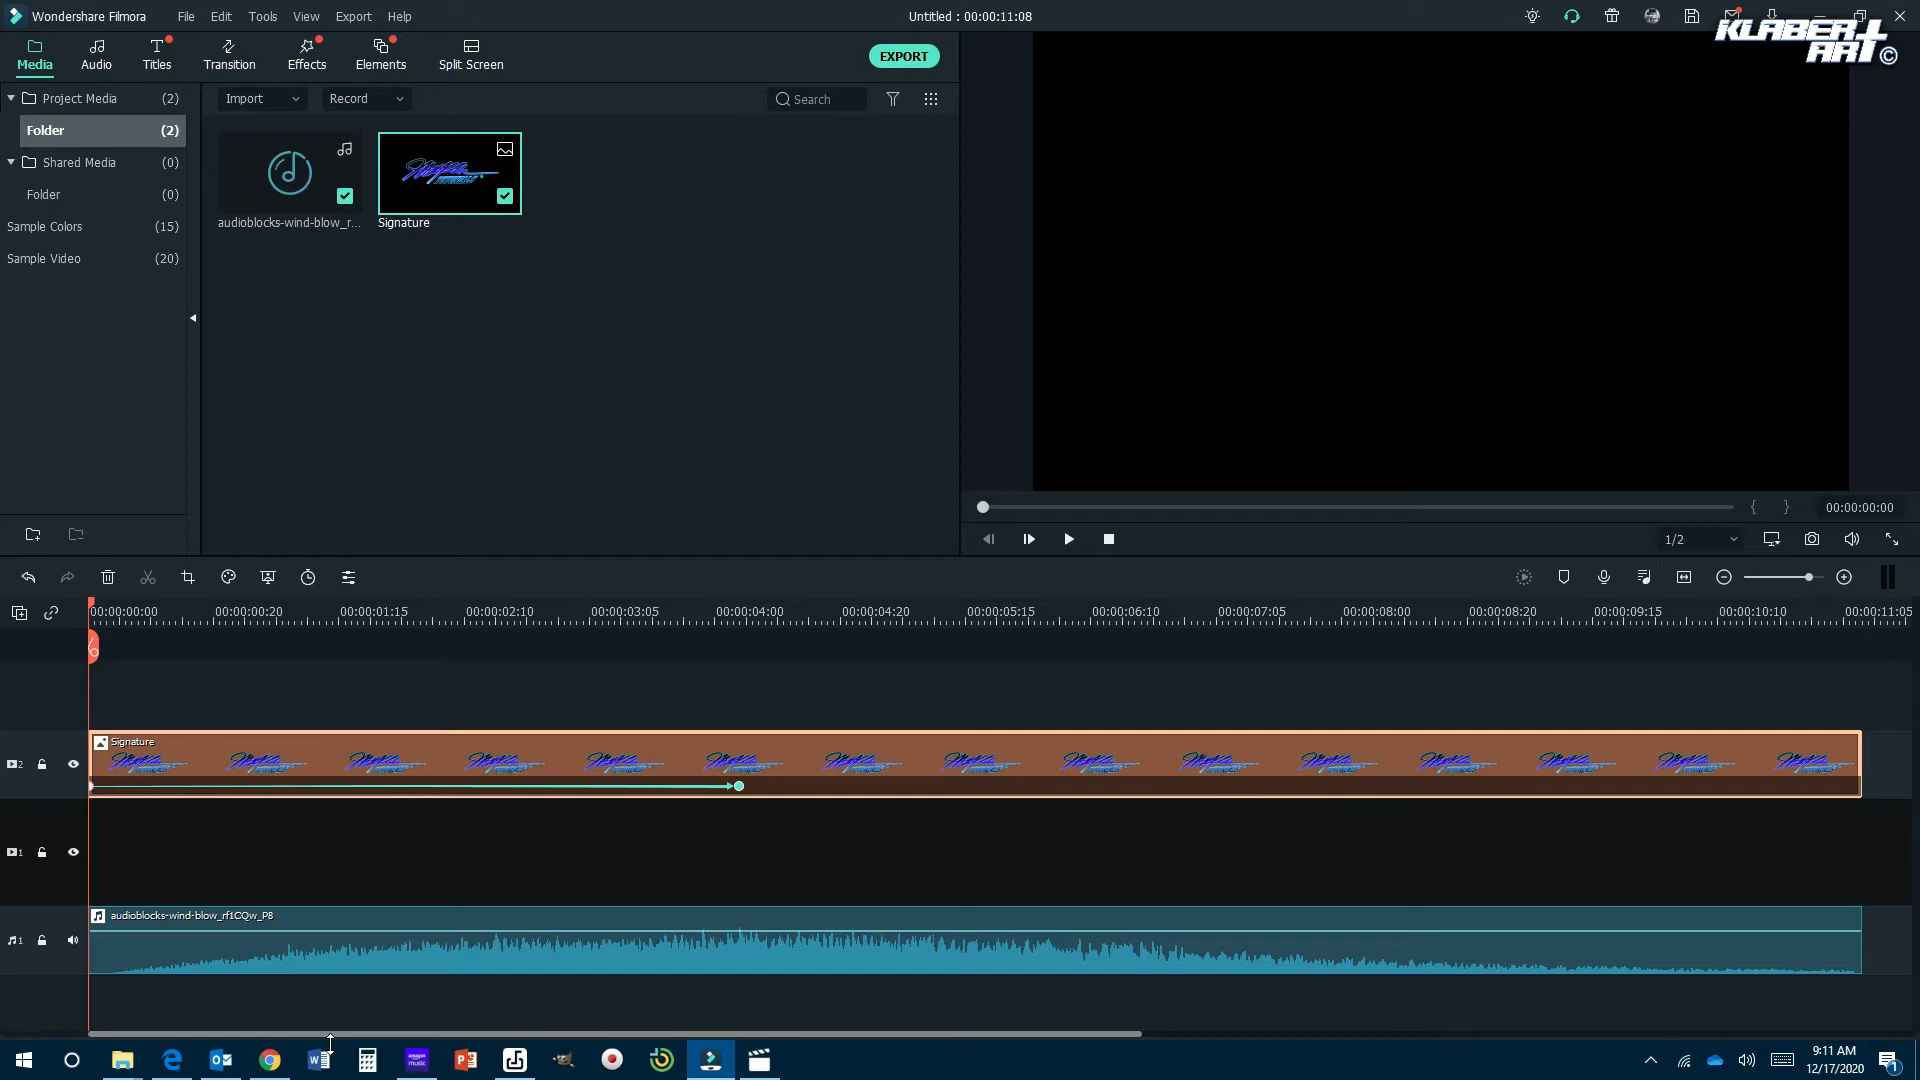 Wondershare Filmora
File Edit Tools View Export Help
Untitled : 00:00:11:08
KLABER ART ©
Media Audio Titles Transition Effects Elements Split Screen
EXPORT
Project Media (2)
Import Record Search
Folder (2)
Shared Media (0)
Folder (0)
Sample Colors (15)
Sample Video (20)
audioblocks-wind-blow_r...
Signature
00:00:00:00
1/2
00:00:00:00 00:00:00:20 00:00:01:15 00:00:02:10 00:00:03:05 00:00:04:00 00:00:04:20 00:00:05:15 00:00:06:10 00:00:07:05 00:00:08:00 00:00:08:20 00:00:09:15 00:00:10:10 00:00:11:05
Signature
2
1
audioblocks-wind-blow_rf1CQw_P8
1
amazon music
9:11 AM
12/17/2020
1